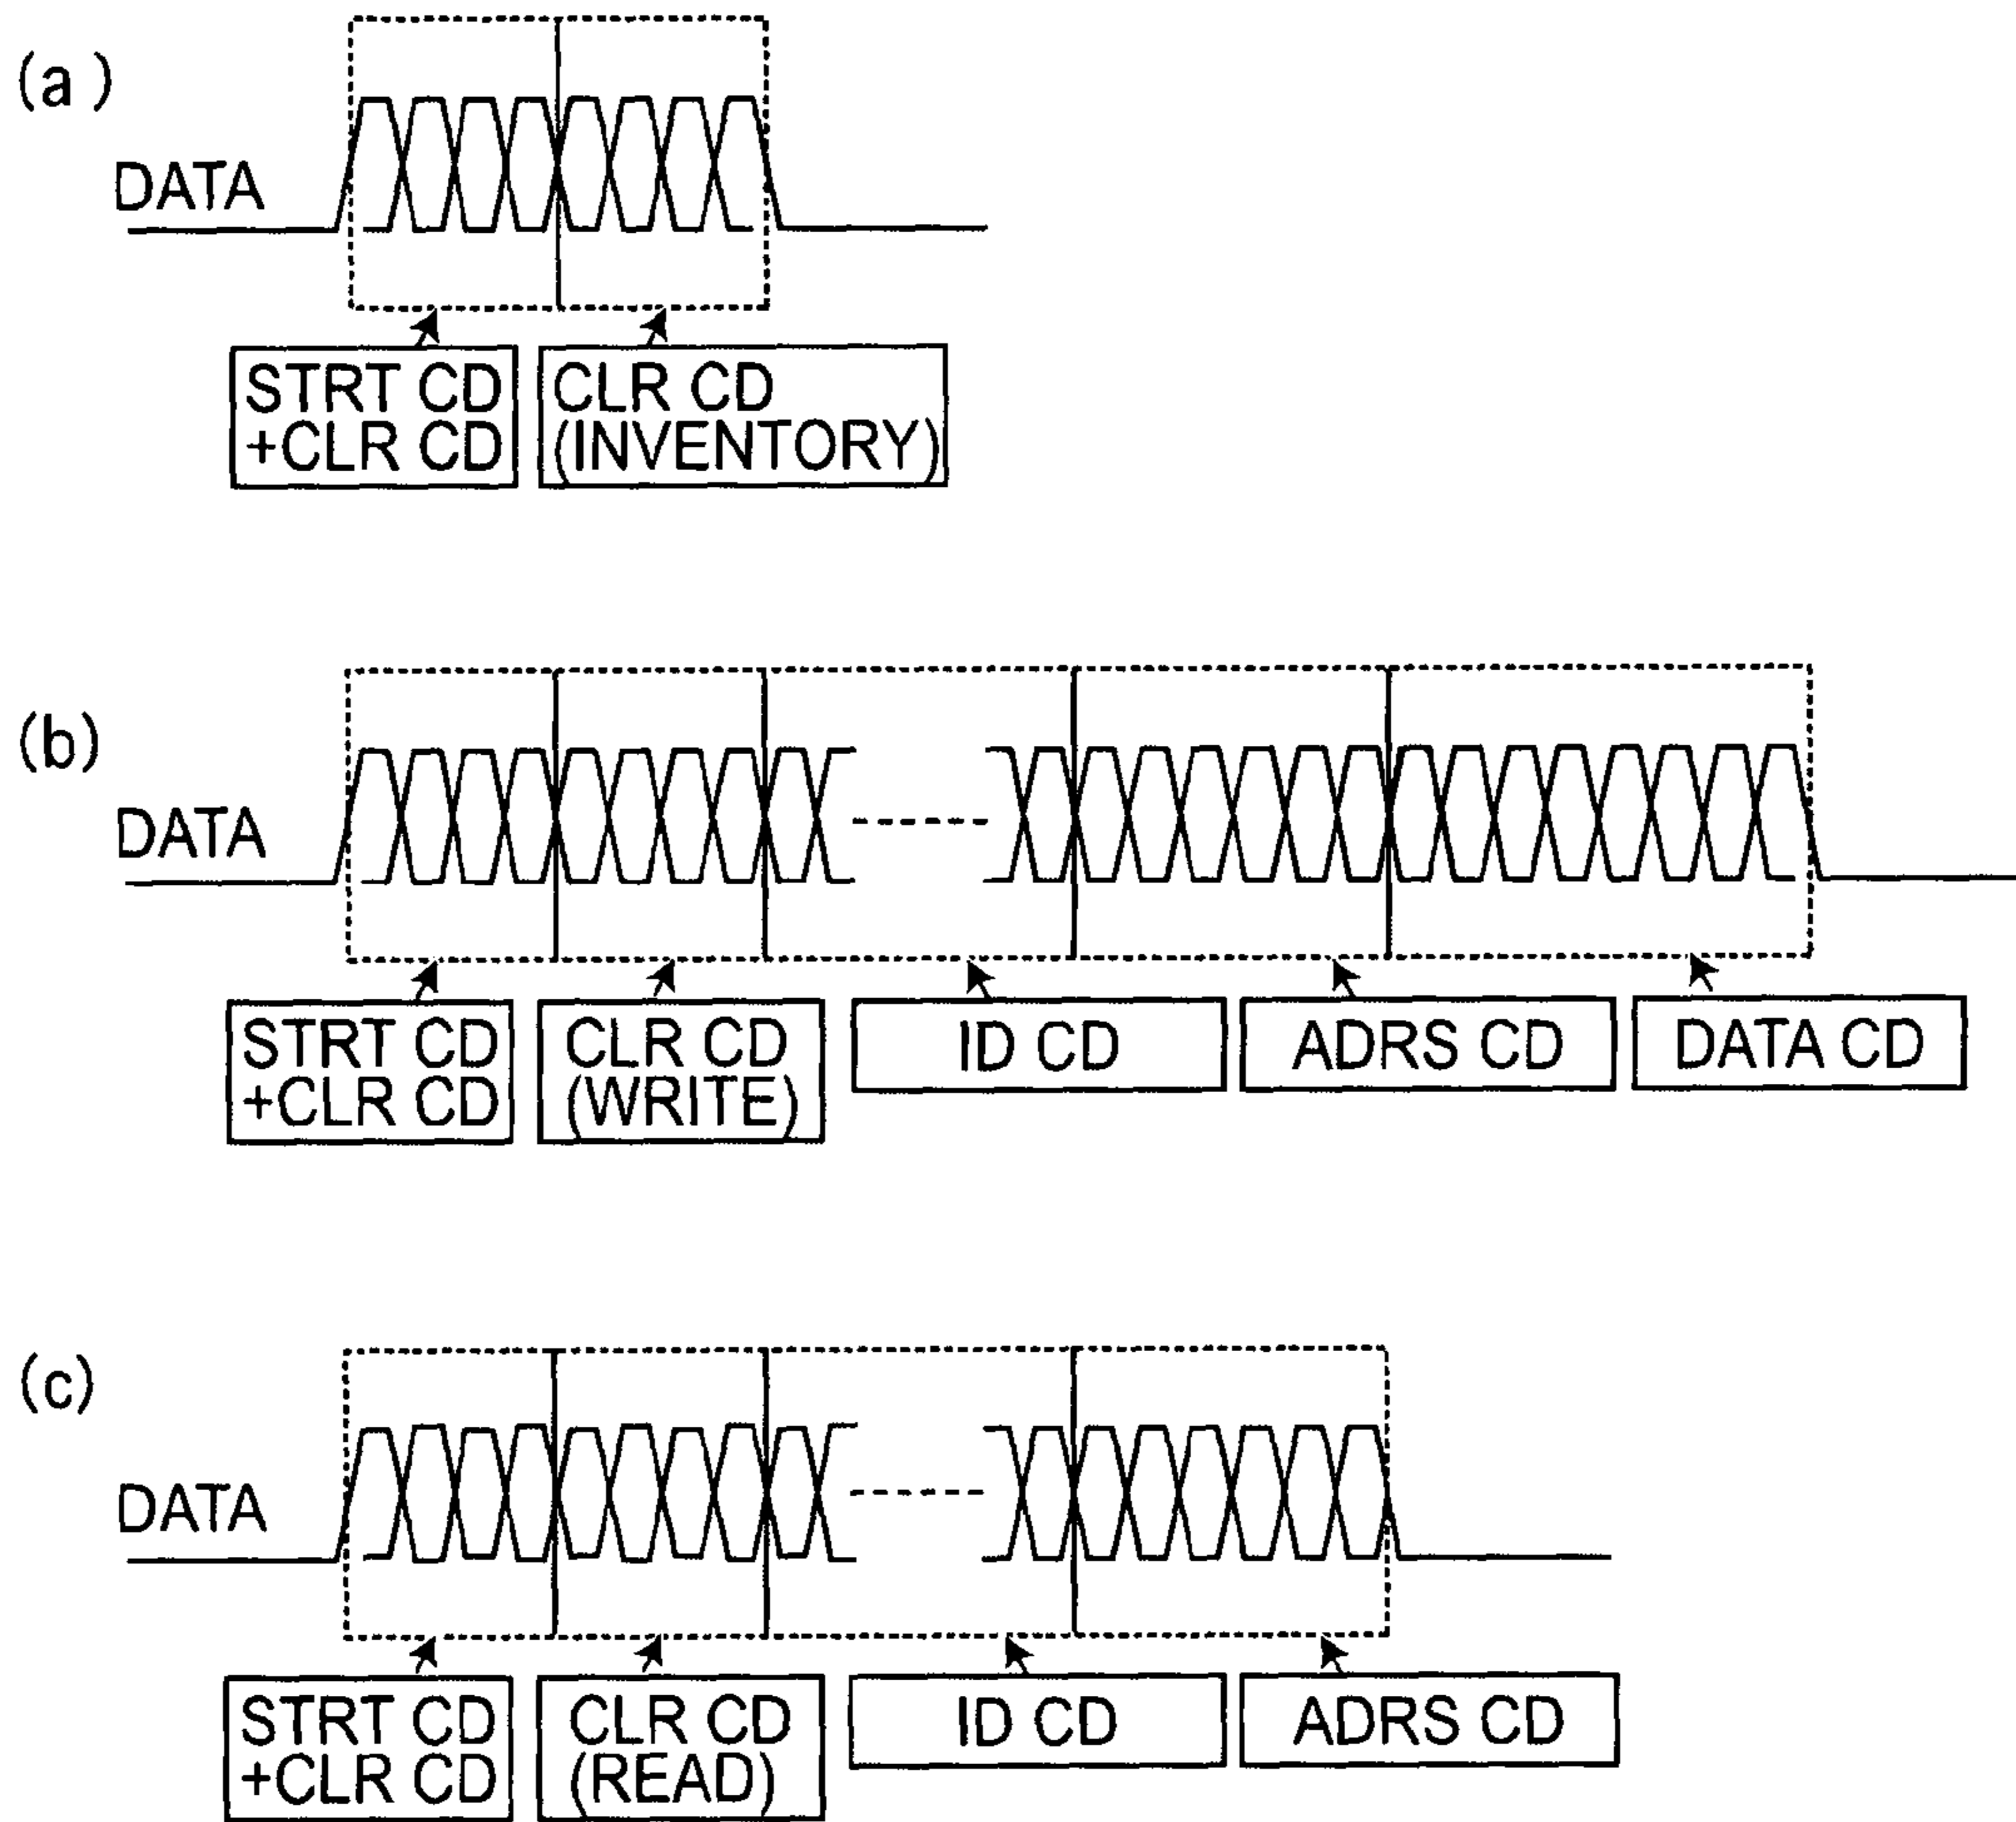 (a)
DATA
STRT CD
+CLR CD
CLR CD
(INVENTORY)
(b)
DATA
STRT CD
+CLR CD
CLR CD
(WRITE)
ID CD
ADRS CD
DATA CD
(c)
DATA
STRT CD
+CLR CD
CLR CD
(READ)
ID CD
ADRS CD